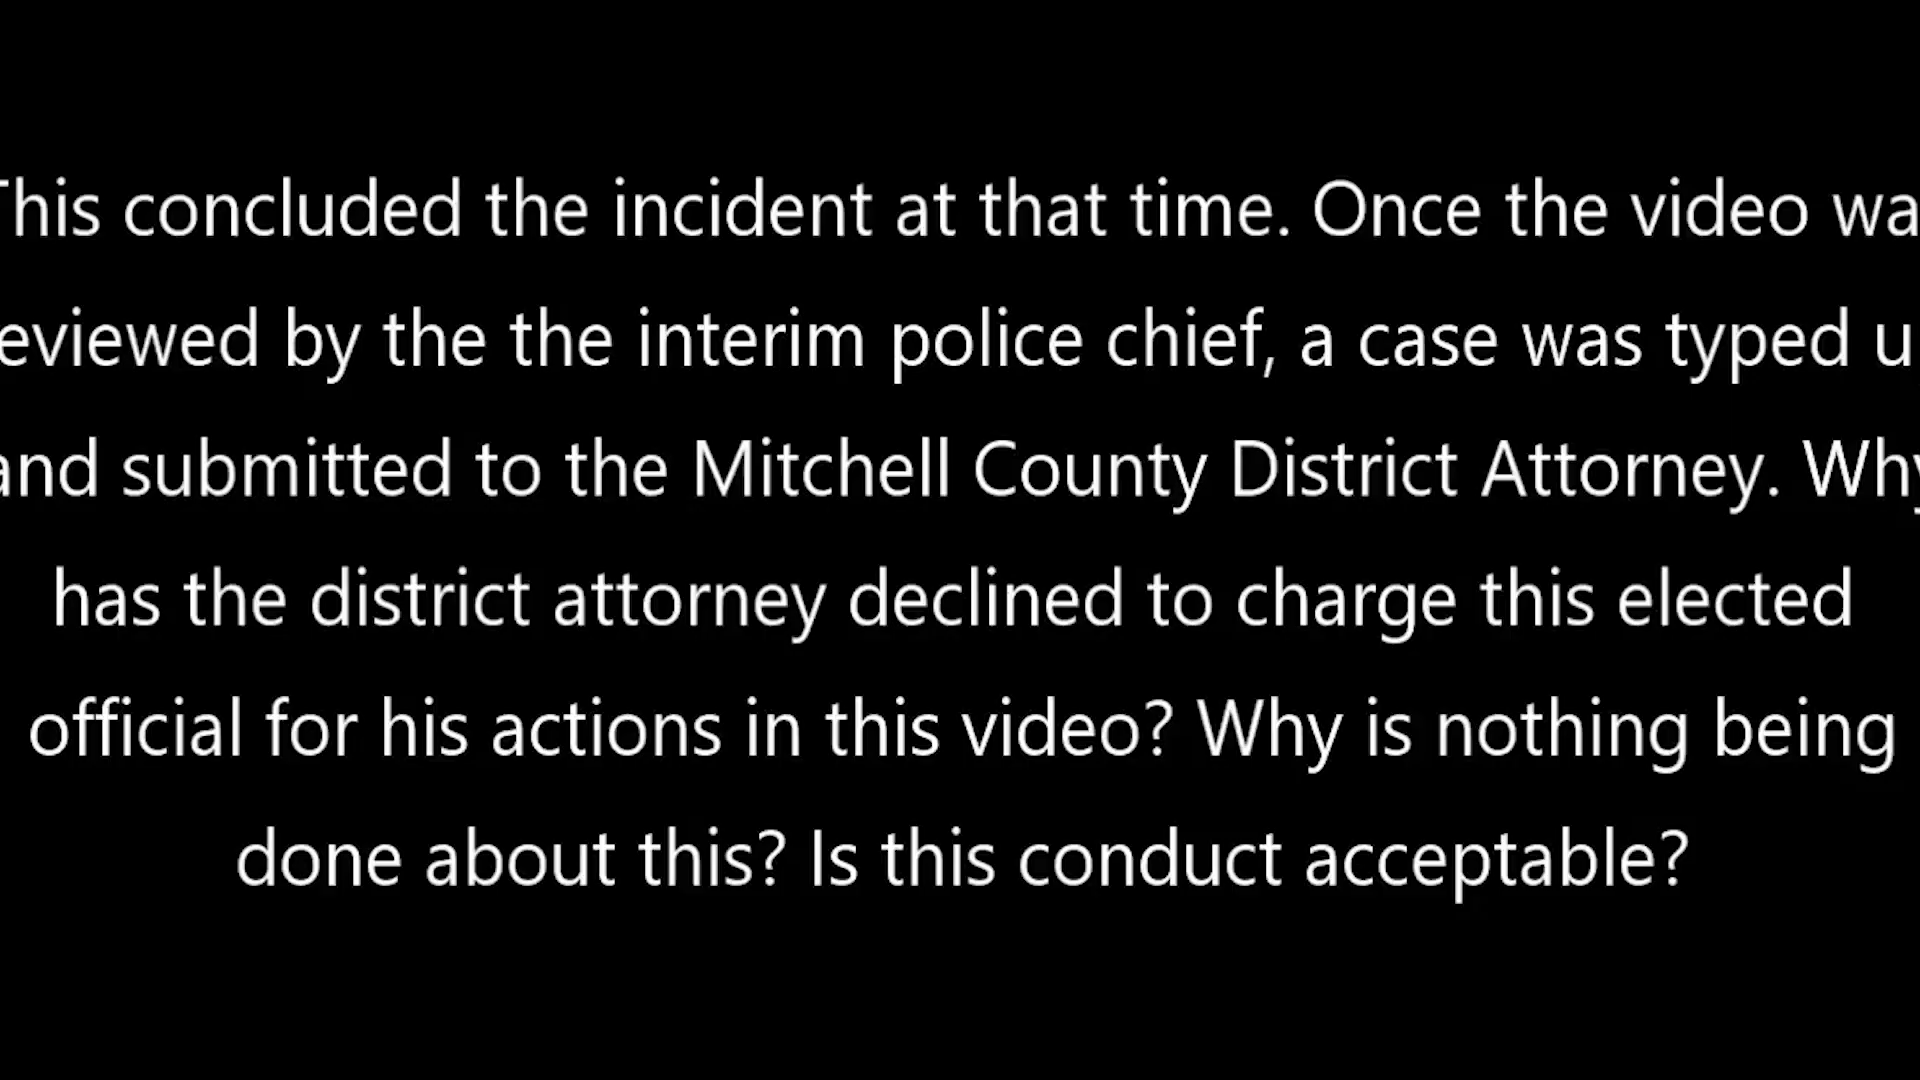 This concluded the incident at that time. Once the video wa
eviewed by the the interim police chief, a case was typed u
and submitted to the Mitchell County District Attorney. Why
has the district attorney declined to charge this elected
official for his actions in this video? Why is nothing being
done about this? Is this conduct acceptable?